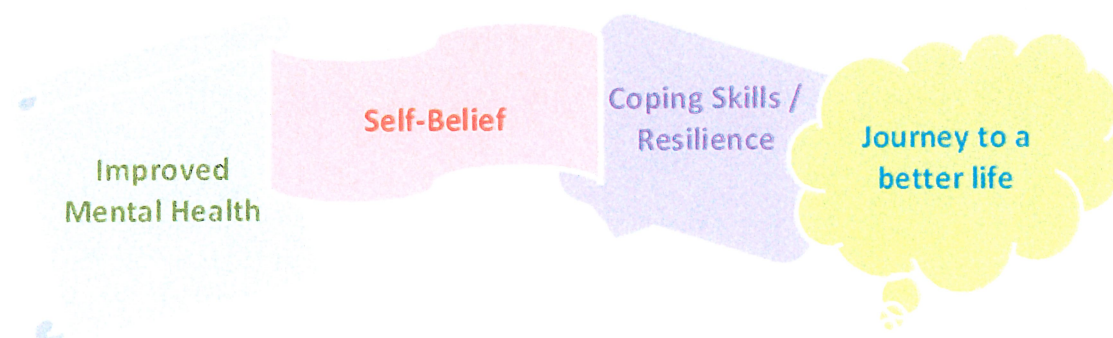 Improved
Mental Health
Self-Belief
Coping Skills /
Resilience
Journey to a
better life